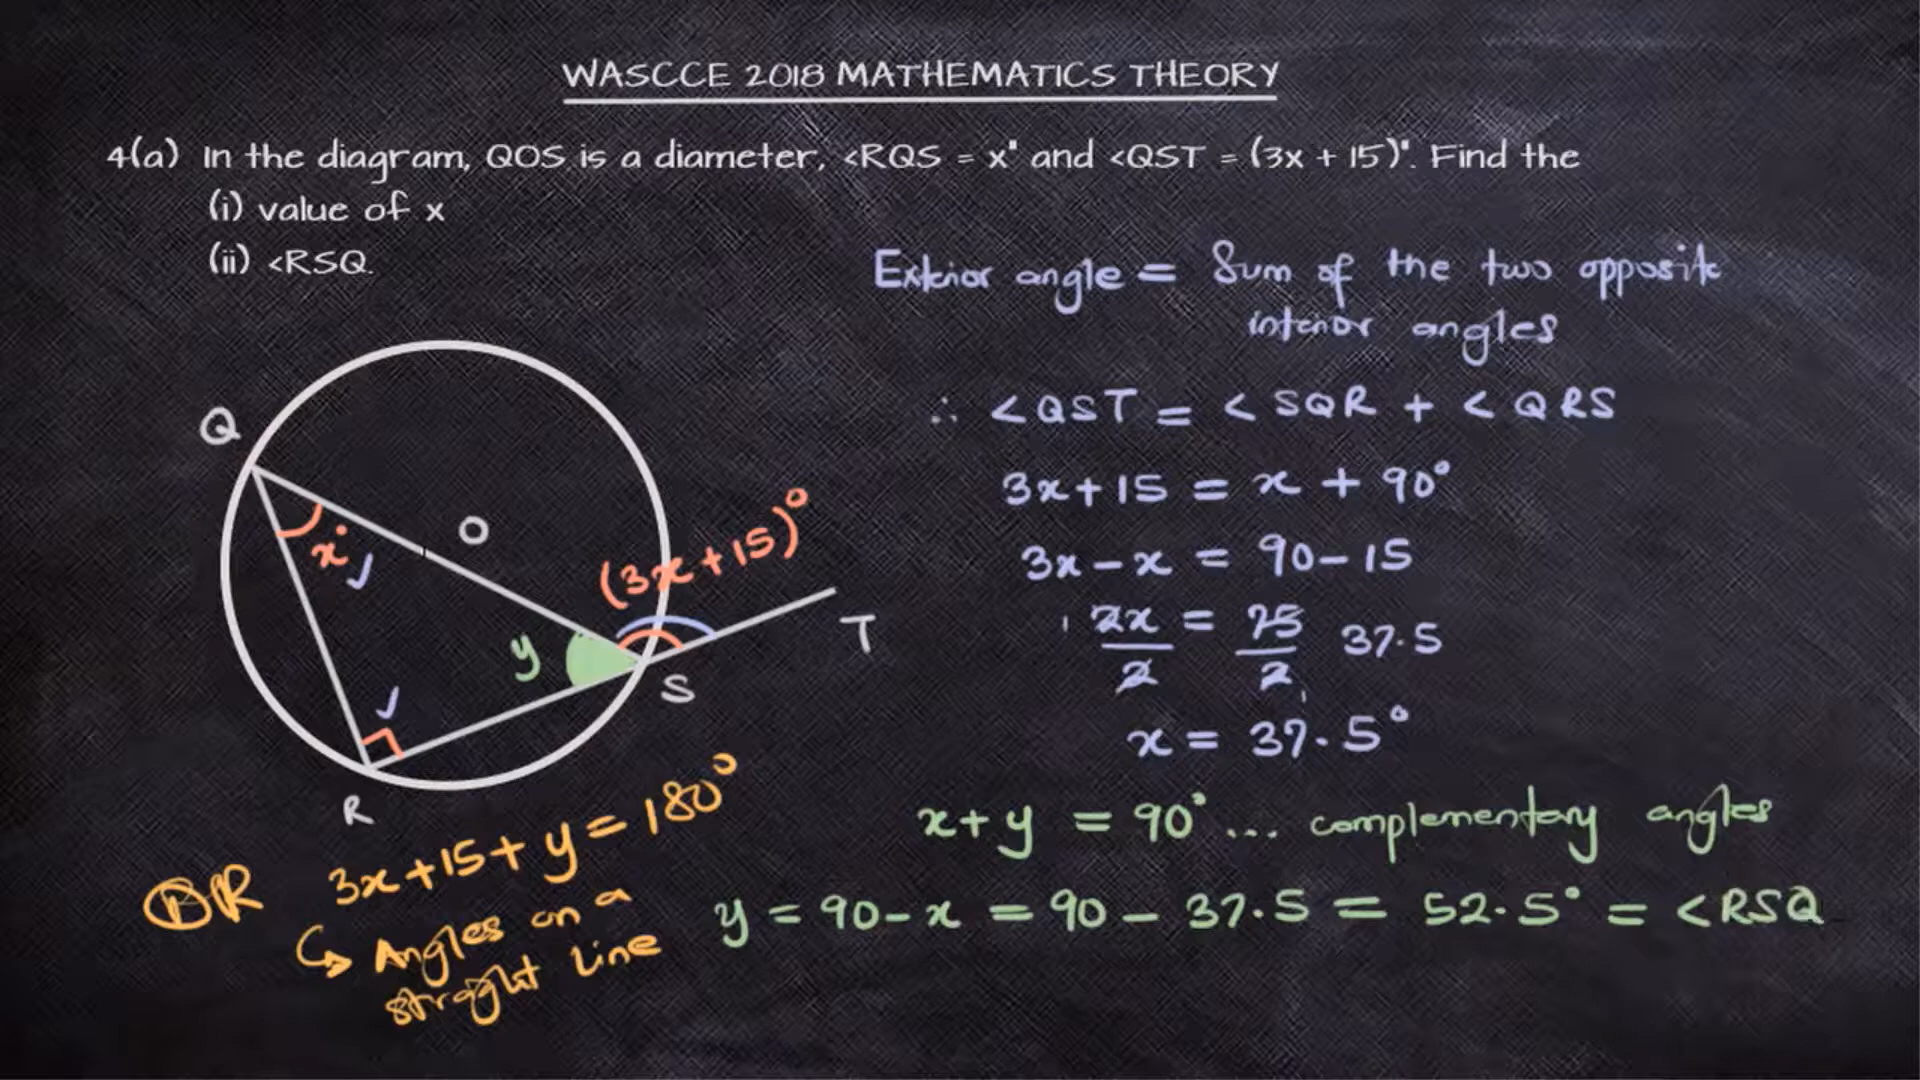 WASCCE 2018 MATHEMATICS THEORY
4(a) In the diagram, QOS is a diameter, <RQS = x° and <QST = (3x + 15)°. Find the
(i) value of x
(ii) <RSQ.
Exterior angle = Sum of the two opposite
interior angles
∴ <QST = <SQR + <QRS
3x+15 = x + 90°
3x - x = 90-15
2x/2 = 75/2 37.5
x = 37.5°
Q
O
x°
(3x+15)°
y
T
S
R
x+y = 90° ... complementary angles
y = 90-x = 90 - 37.5 = 52.5° = <RSQ
OR 3x+15+y=180°
↳ Angles on a
straight line